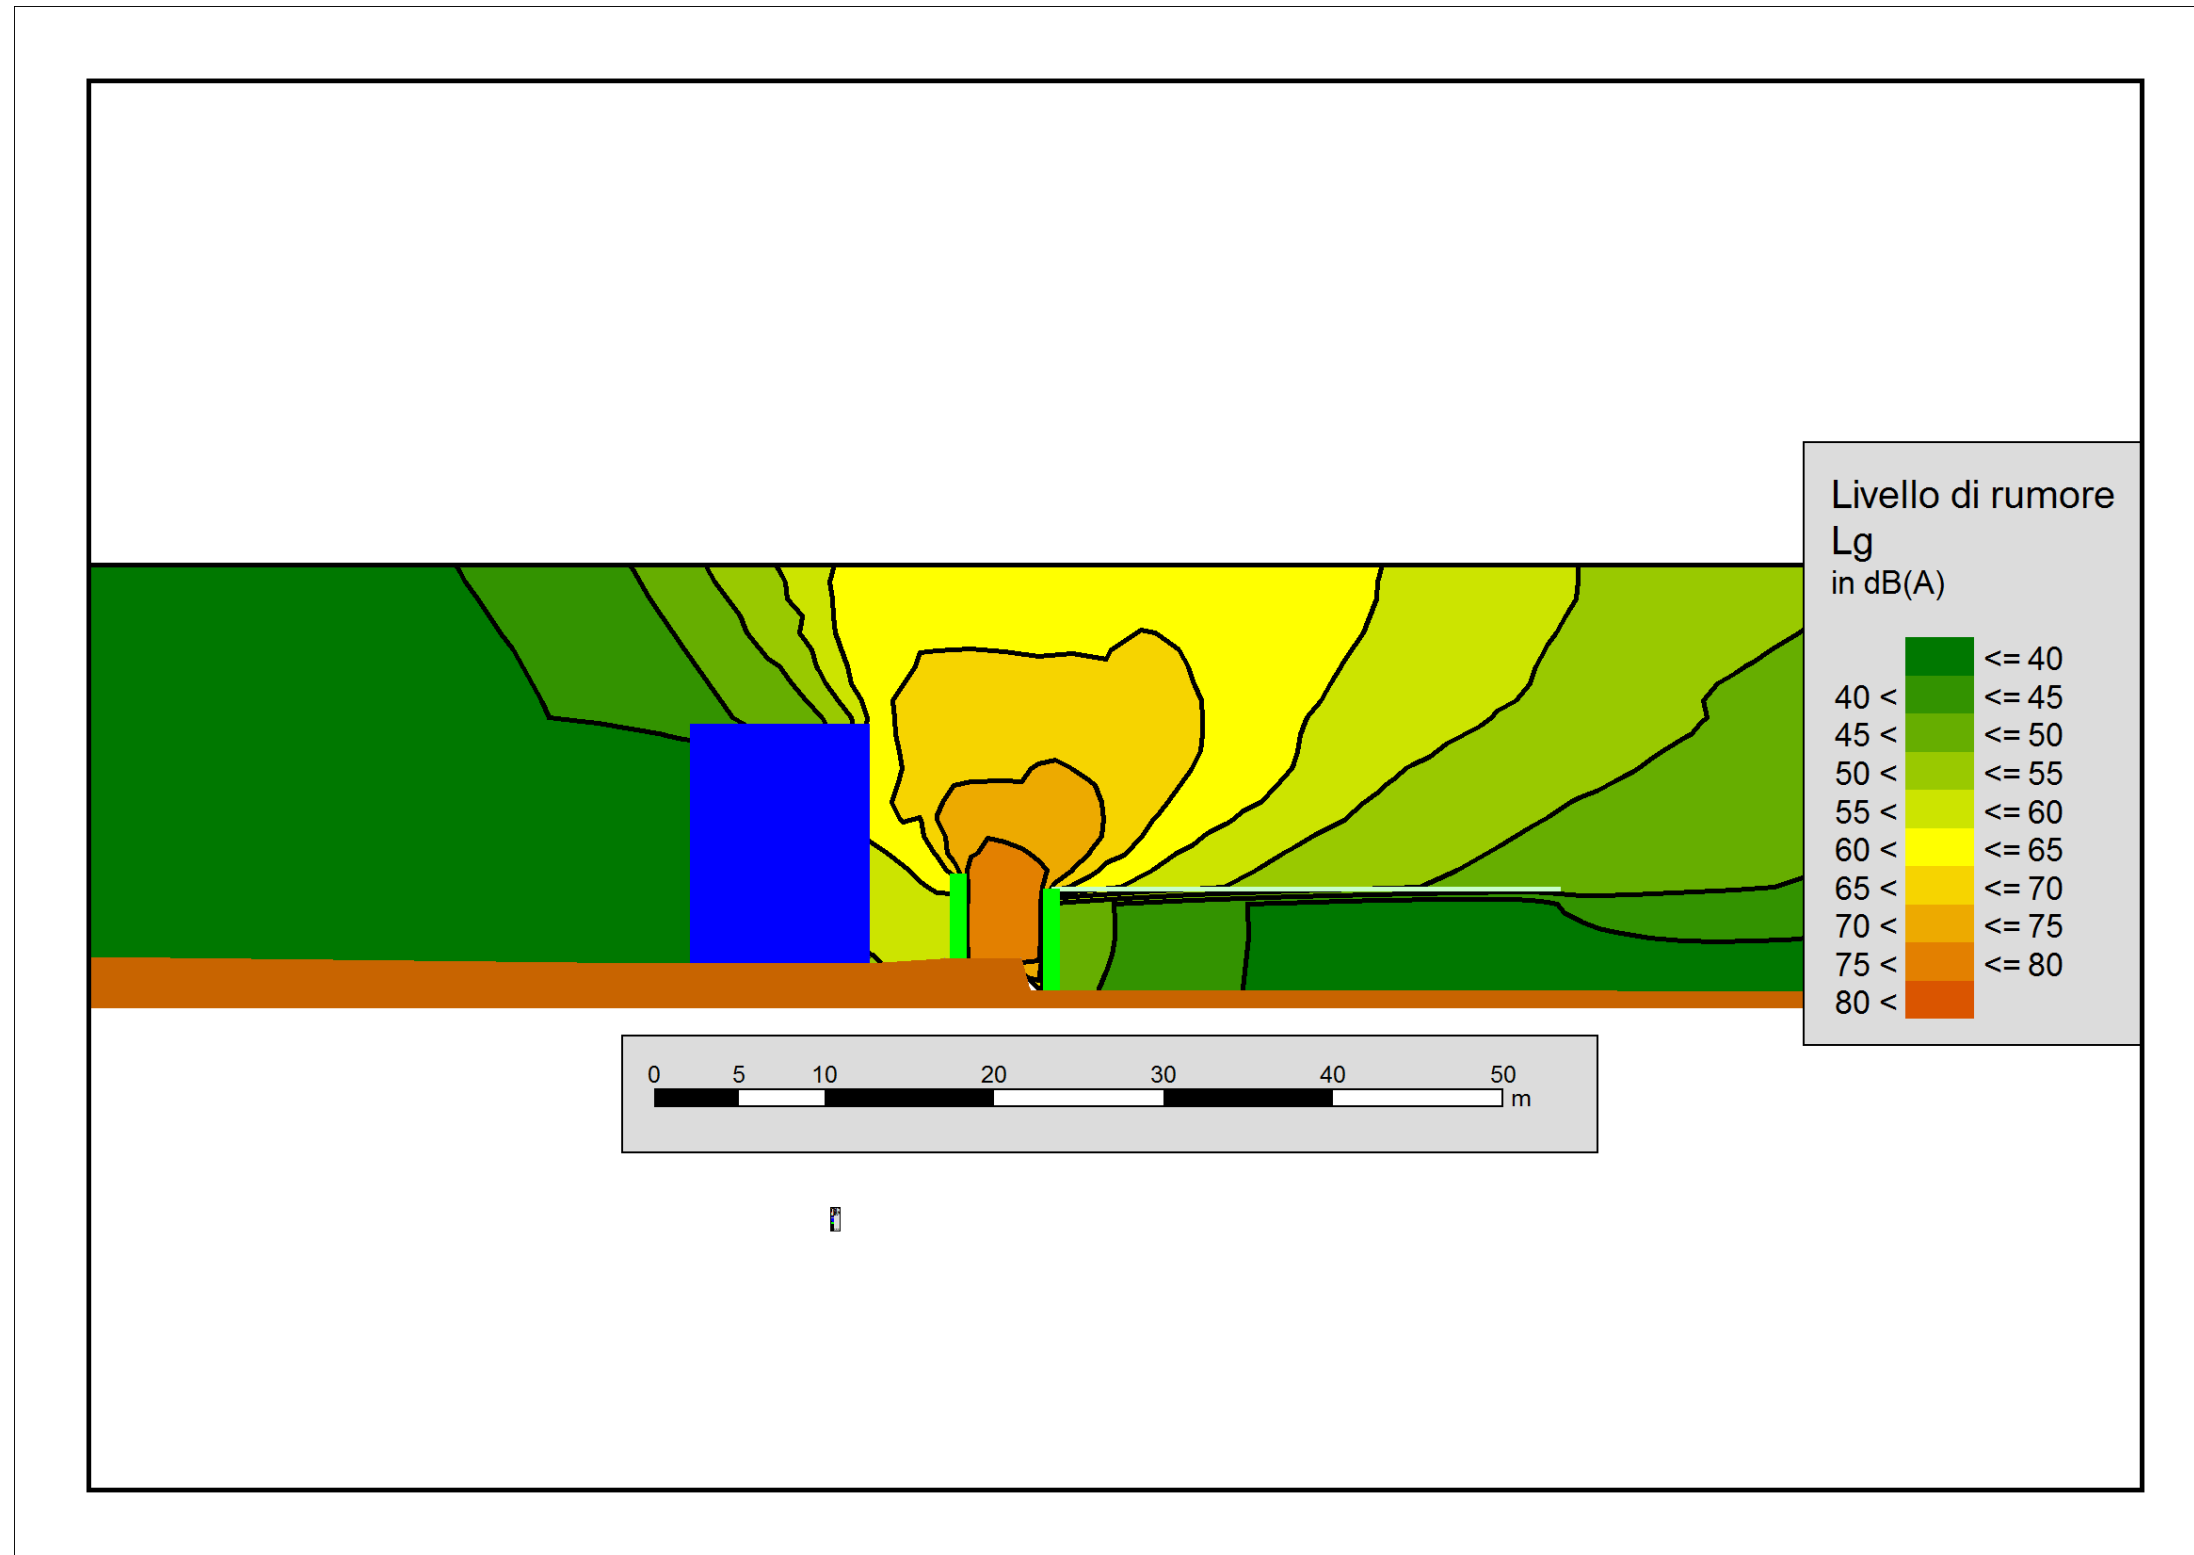 Livello di rumore
Lg
in dB(A)
<= 40
40 < <= 45
45 < <= 50
50 < <= 55
55 < <= 60
60 < <= 65
65 < <= 70
70 < <= 75
75 < <= 80
80 <
0 5 10 20 30 40 50
m